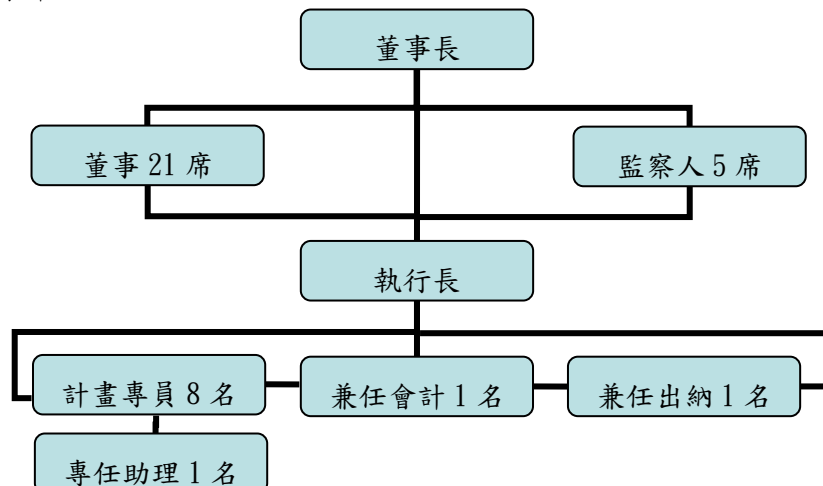 董事長
董事 21 席
監察人 5 席
執行長
計畫專員 8 名
兼任會計 1 名
兼任出納 1 名
專任助理 1 名